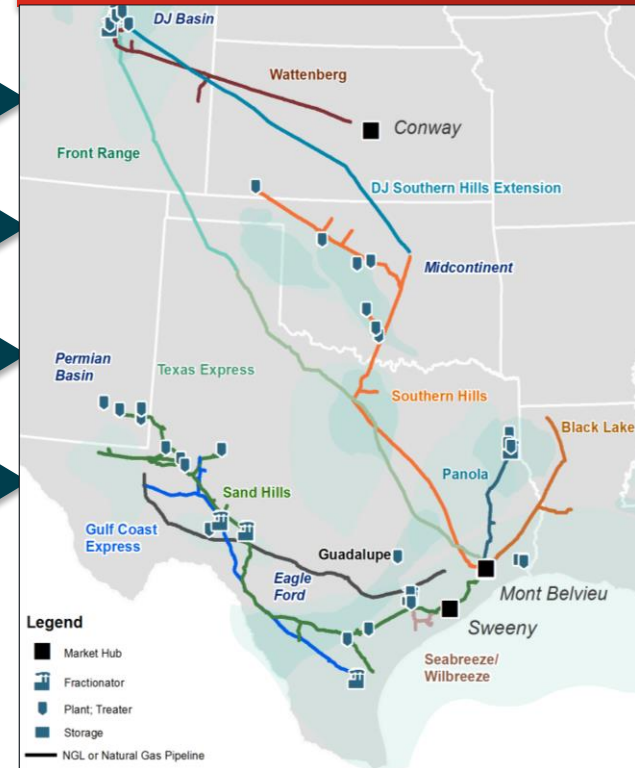 DJ Basin
Wattenberg
Conway
Front Range
DJ Southern Hills Extension
Midcontinent
Permian
Basin
Texas Express
Southern Hills
Black Lake
Panola
Sand Hills
Gulf Coast
Express
Guadalupe
Eagle
Ford
Mont Belvieu
Sweeny
Seabreeze/
Wilbreeze
Legend
Market Hub
Fractionator
Plant; Treater
Storage
NGL or Natural Gas Pipeline